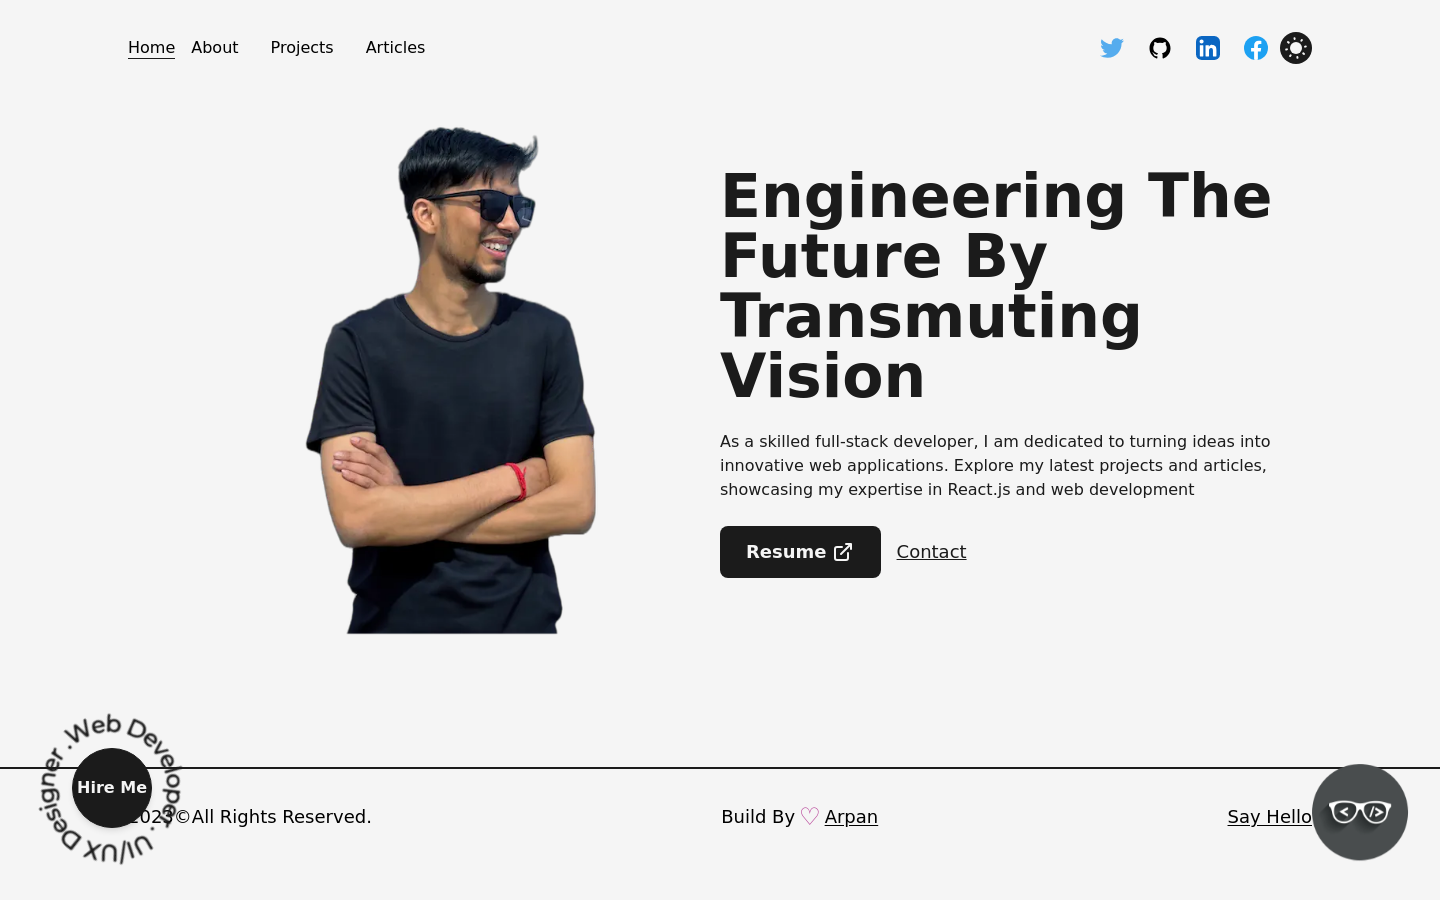 Home About Projects Articles
Engineering The
Future By
Transmuting
Vision
As a skilled full-stack developer, I am dedicated to turning ideas into
innovative web applications. Explore my latest projects and articles,
showcasing my expertise in React.js and web development
Resume Contact
.Web Developer.UI/UX Designer
Hire Me
2023©All Rights Reserved.
Build By ♡ Arpan
Say Hello